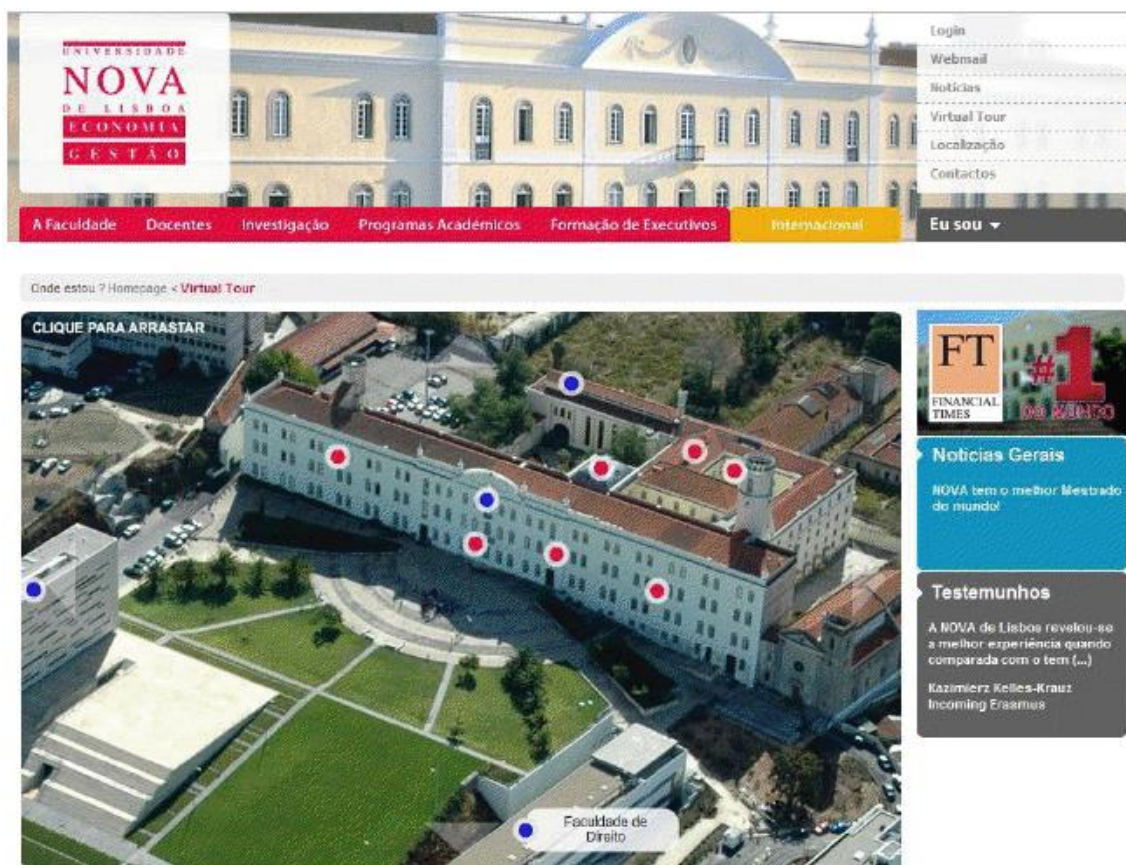 UNIVERSIDADE
NOVA
DE LISBOA
ECONOMIA
GESTÃO
Login
Webmail
Notícias
Virtual Tour
Localização
Contactos
A Faculdade
Docentes
Investigação
Programas Académicos
Formação de Executivos
Internacional
Eu sou
Onde estou ? Homepage < Virtual Tour
CLIQUE PARA ARRASTAR
Faculdade de
Direito
FT
FINANCIAL
TIMES
#1
DO MUNDO
Noticias Gerais
NOVA tem o melhor Mestrado
do mundo!
Testemunhos
A NOVA de Lisboa revelou-se
a melhor experiência quando
comparada com o tem (...)
Kazimierz Kelles-Krauz
Incoming Erasmus